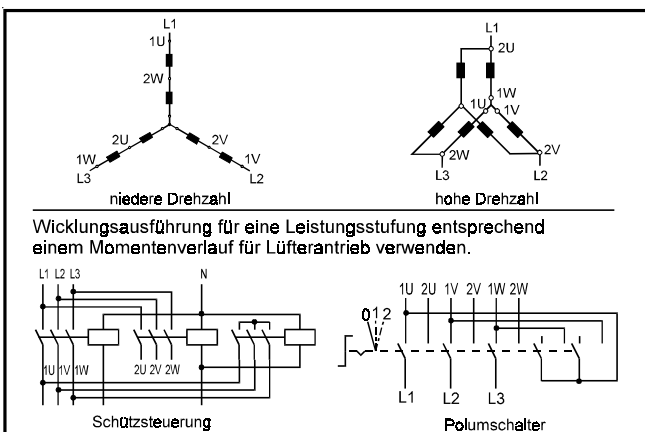 L1
1U
2W
2U
2V
1W
1V
L3
L2
niedere Drehzahl
L1
2U
1W
1U
1V
2W
2V
L3
L2
hohe Drehzahl
Wicklungsausführung für eine Leistungsstufung entsprechend
einem Momentenverlauf für Lüfterantrieb verwenden.
L1 L2 L3 N
1U 1V 1W 2U 2V 2W
Schützsteuerung
1U 2U 1V 2V 1W 2W
0 1 2
L1 L2 L3
Polumschalter